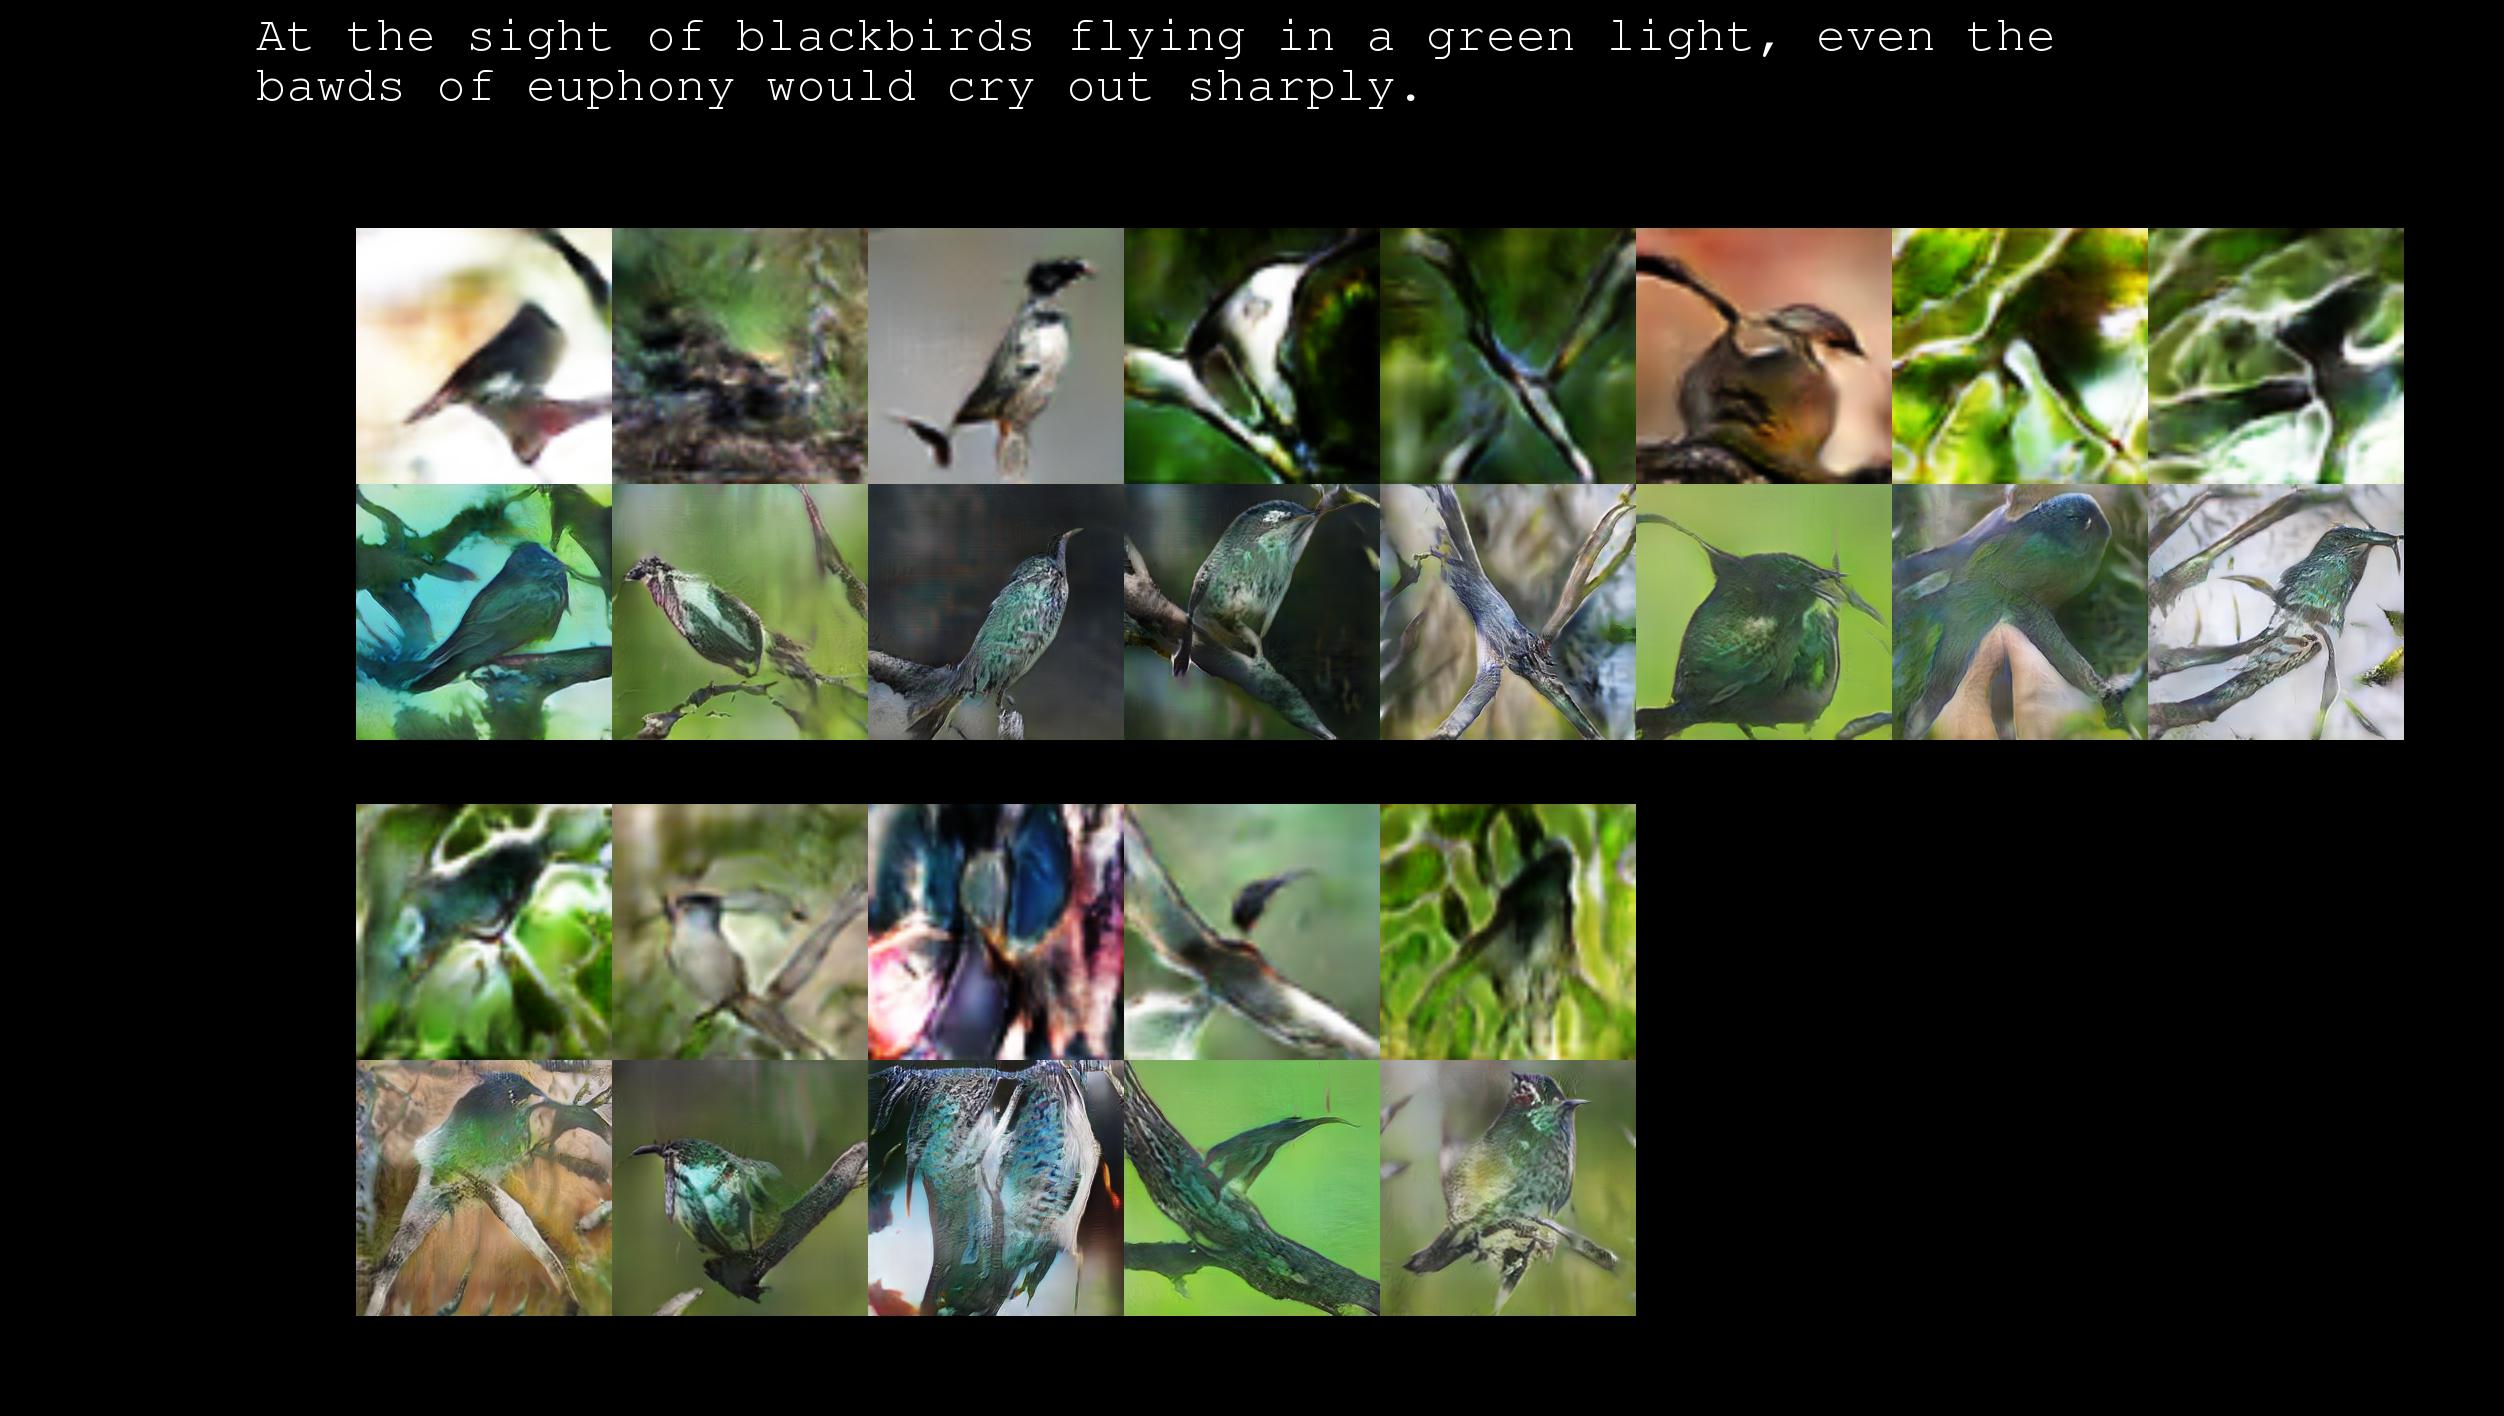 At the sight of blackbirds flying in a green light, even the
bawds of euphony would cry out sharply.